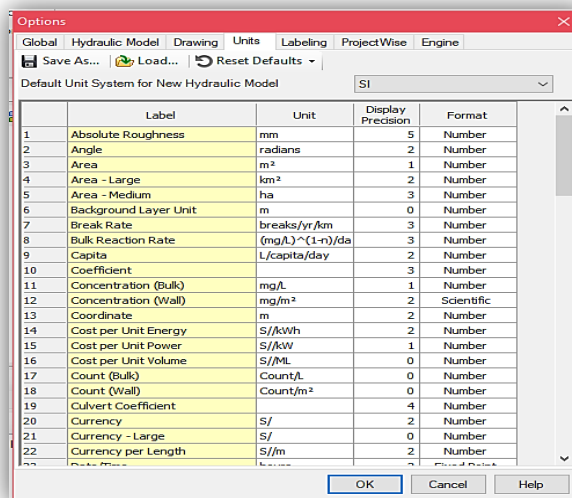 Options
Global Hydraulic Model Drawing Units Labeling ProjectWise Engine
Save As... Load... Reset Defaults
Default Unit System for New Hydraulic Model SI
Label Unit Display Precision Format
1 Absolute Roughness mm 5 Number
2 Angle radians 2 Number
3 Area m² 1 Number
4 Area - Large km² 2 Number
5 Area - Medium ha 3 Number
6 Background Layer Unit m 0 Number
7 Break Rate breaks/yr/km 3 Number
8 Bulk Reaction Rate (mg/L)^(1-n)/da 3 Number
9 Capita L/capita/day 2 Number
10 Coefficient 3 Number
11 Concentration (Bulk) mg/L 1 Number
12 Concentration (Wall) mg/m² 2 Scientific
13 Coordinate m 2 Number
14 Cost per Unit Energy S//kWh 2 Number
15 Cost per Unit Power S//kW 1 Number
16 Cost per Unit Volume S//ML 0 Number
17 Count (Bulk) Count/L 0 Number
18 Count (Wall) Count/m² 0 Number
19 Culvert Coefficient 4 Number
20 Currency S/ 2 Number
21 Currency - Large S/ 0 Number
22 Currency per Length S//m 2 Number
OK Cancel Help